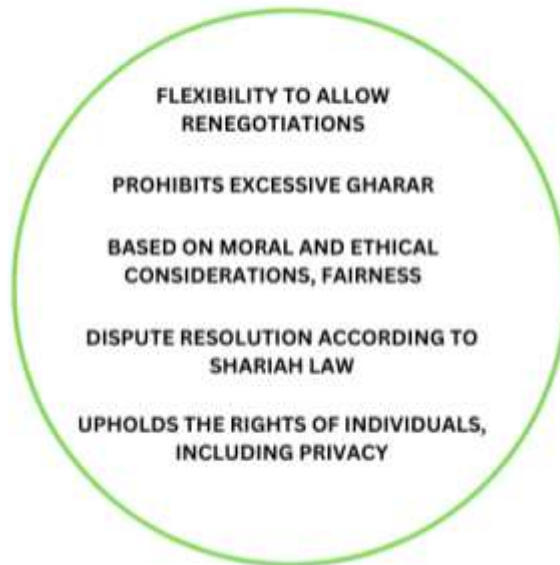 FLEXIBILITY TO ALLOW
RENEGOTIATIONS
PROHIBITS EXCESSIVE GHARAR
BASED ON MORAL AND ETHICAL
CONSIDERATIONS, FAIRNESS
DISPUTE RESOLUTION ACCORDING TO
SHARIAH LAW
UPHOLDS THE RIGHTS OF INDIVIDUALS,
INCLUDING PRIVACY